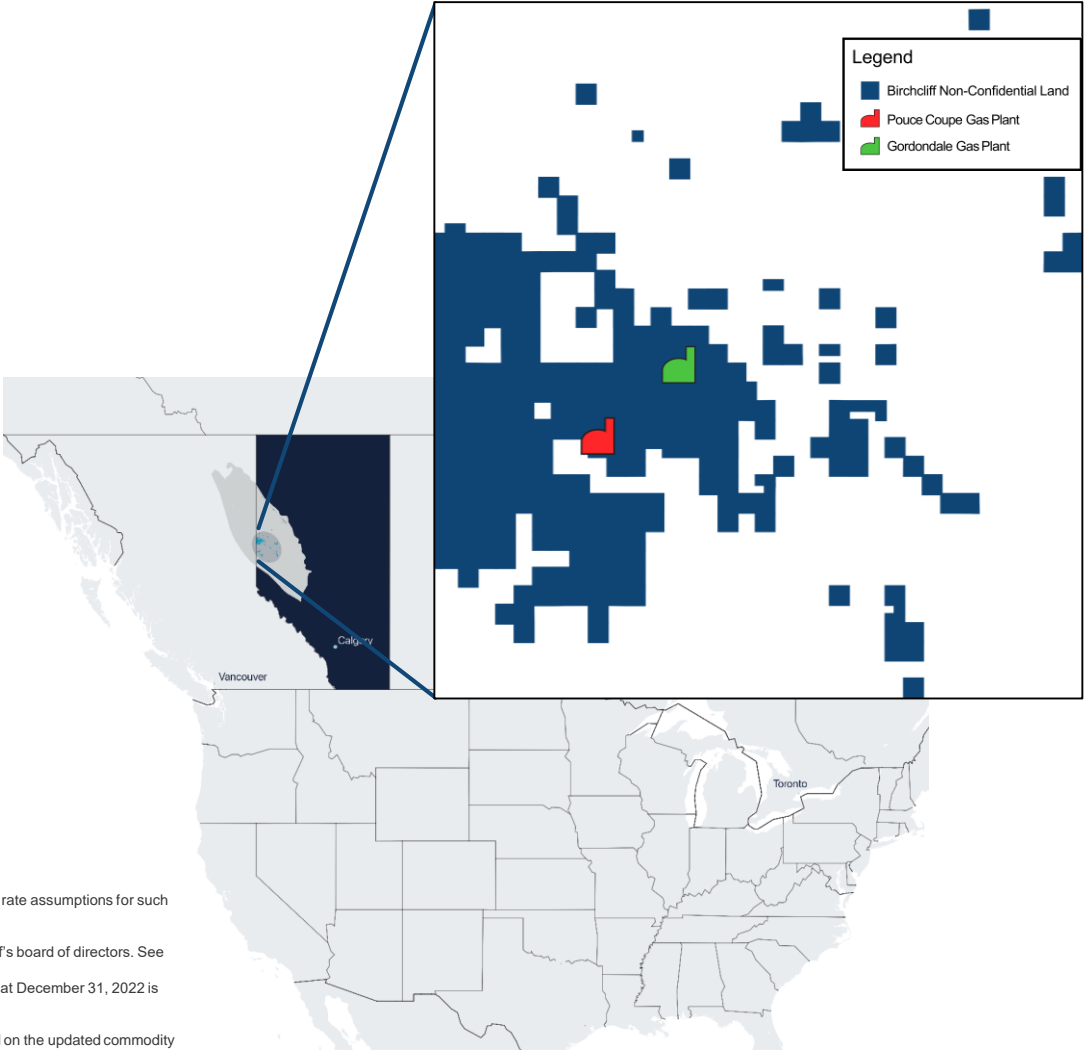 Legend
Birchcliff Non-Confidential Land
Pouce Coupe Gas Plant
Gordondale Gas Plant
Calgary
Vancouver
Toronto
rate assumptions for such
f's board of directors. See
at December 31, 2022 is
on the updated commodity